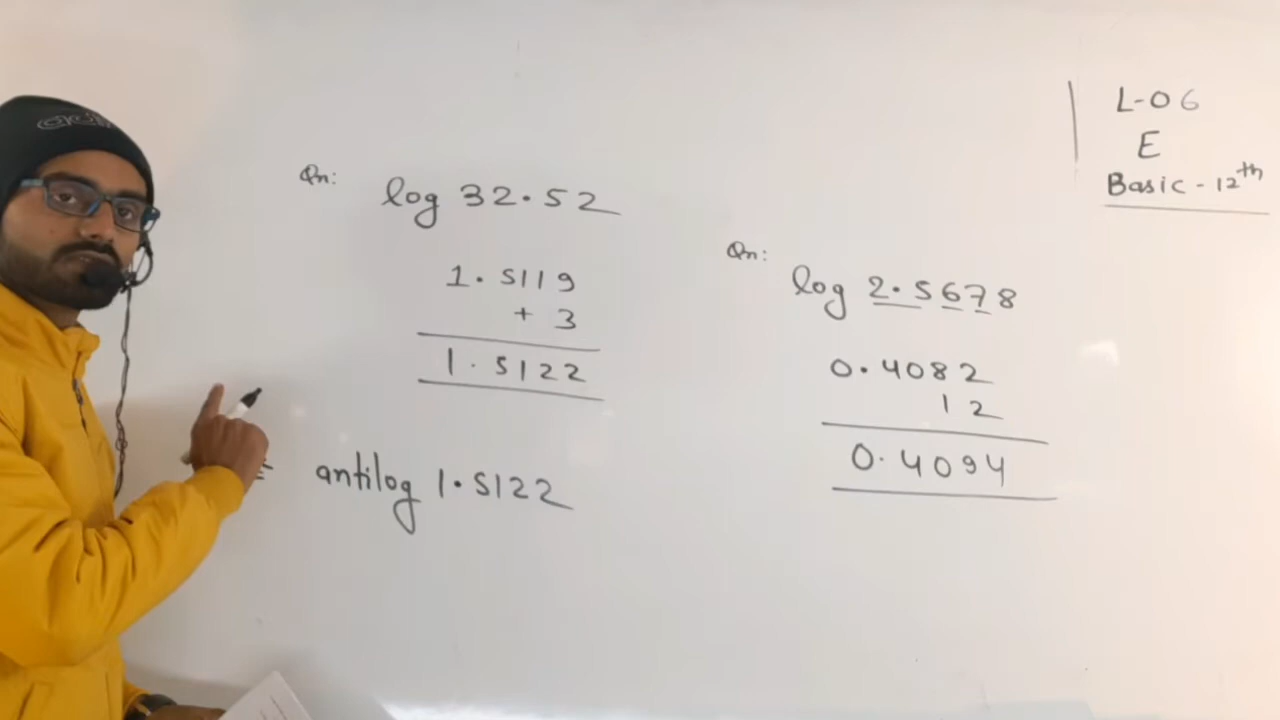 L-06
E
Basic - 12th
Qn:
log 32.52
1.5119
+ 3
1.5122
antilog 1.5122
Qn:
log 2.5678
0.4082
12
0.4094